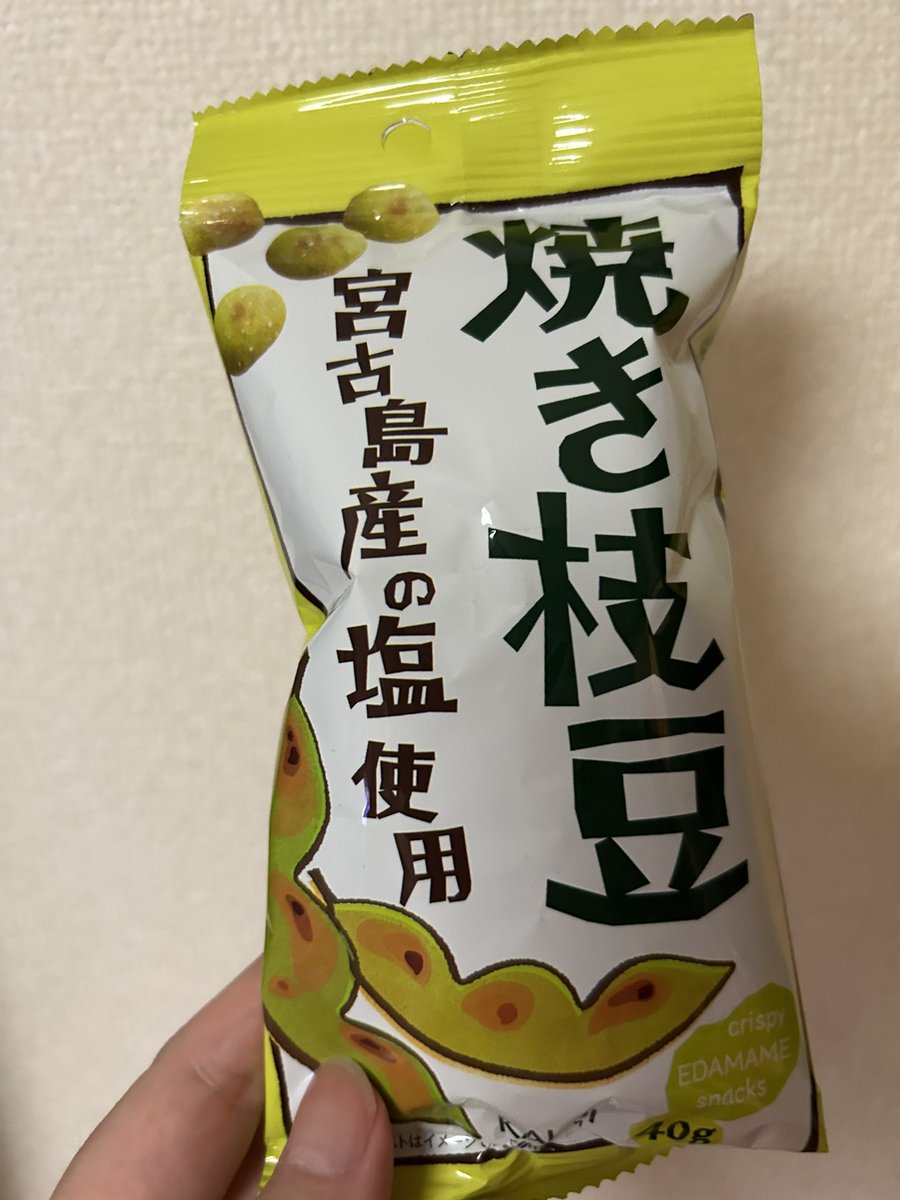 焼き枝豆
宮古島産の塩使用
crispy
EDAMAME
snacks
40g